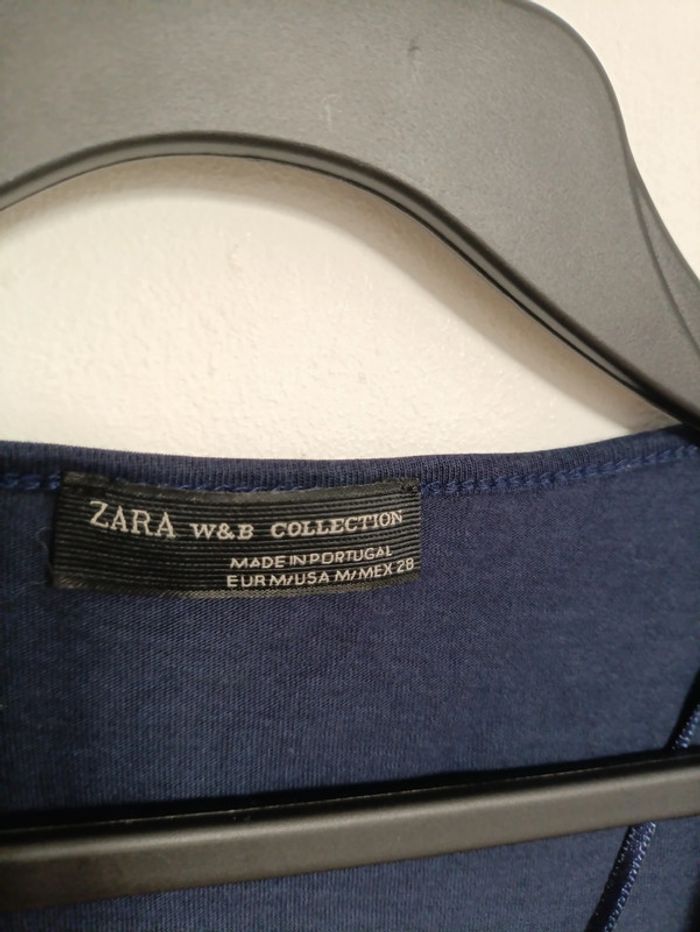 ZARA W&B COLLECTION
MADE IN PORTUGAL
EUR M/USA M/MEX 28